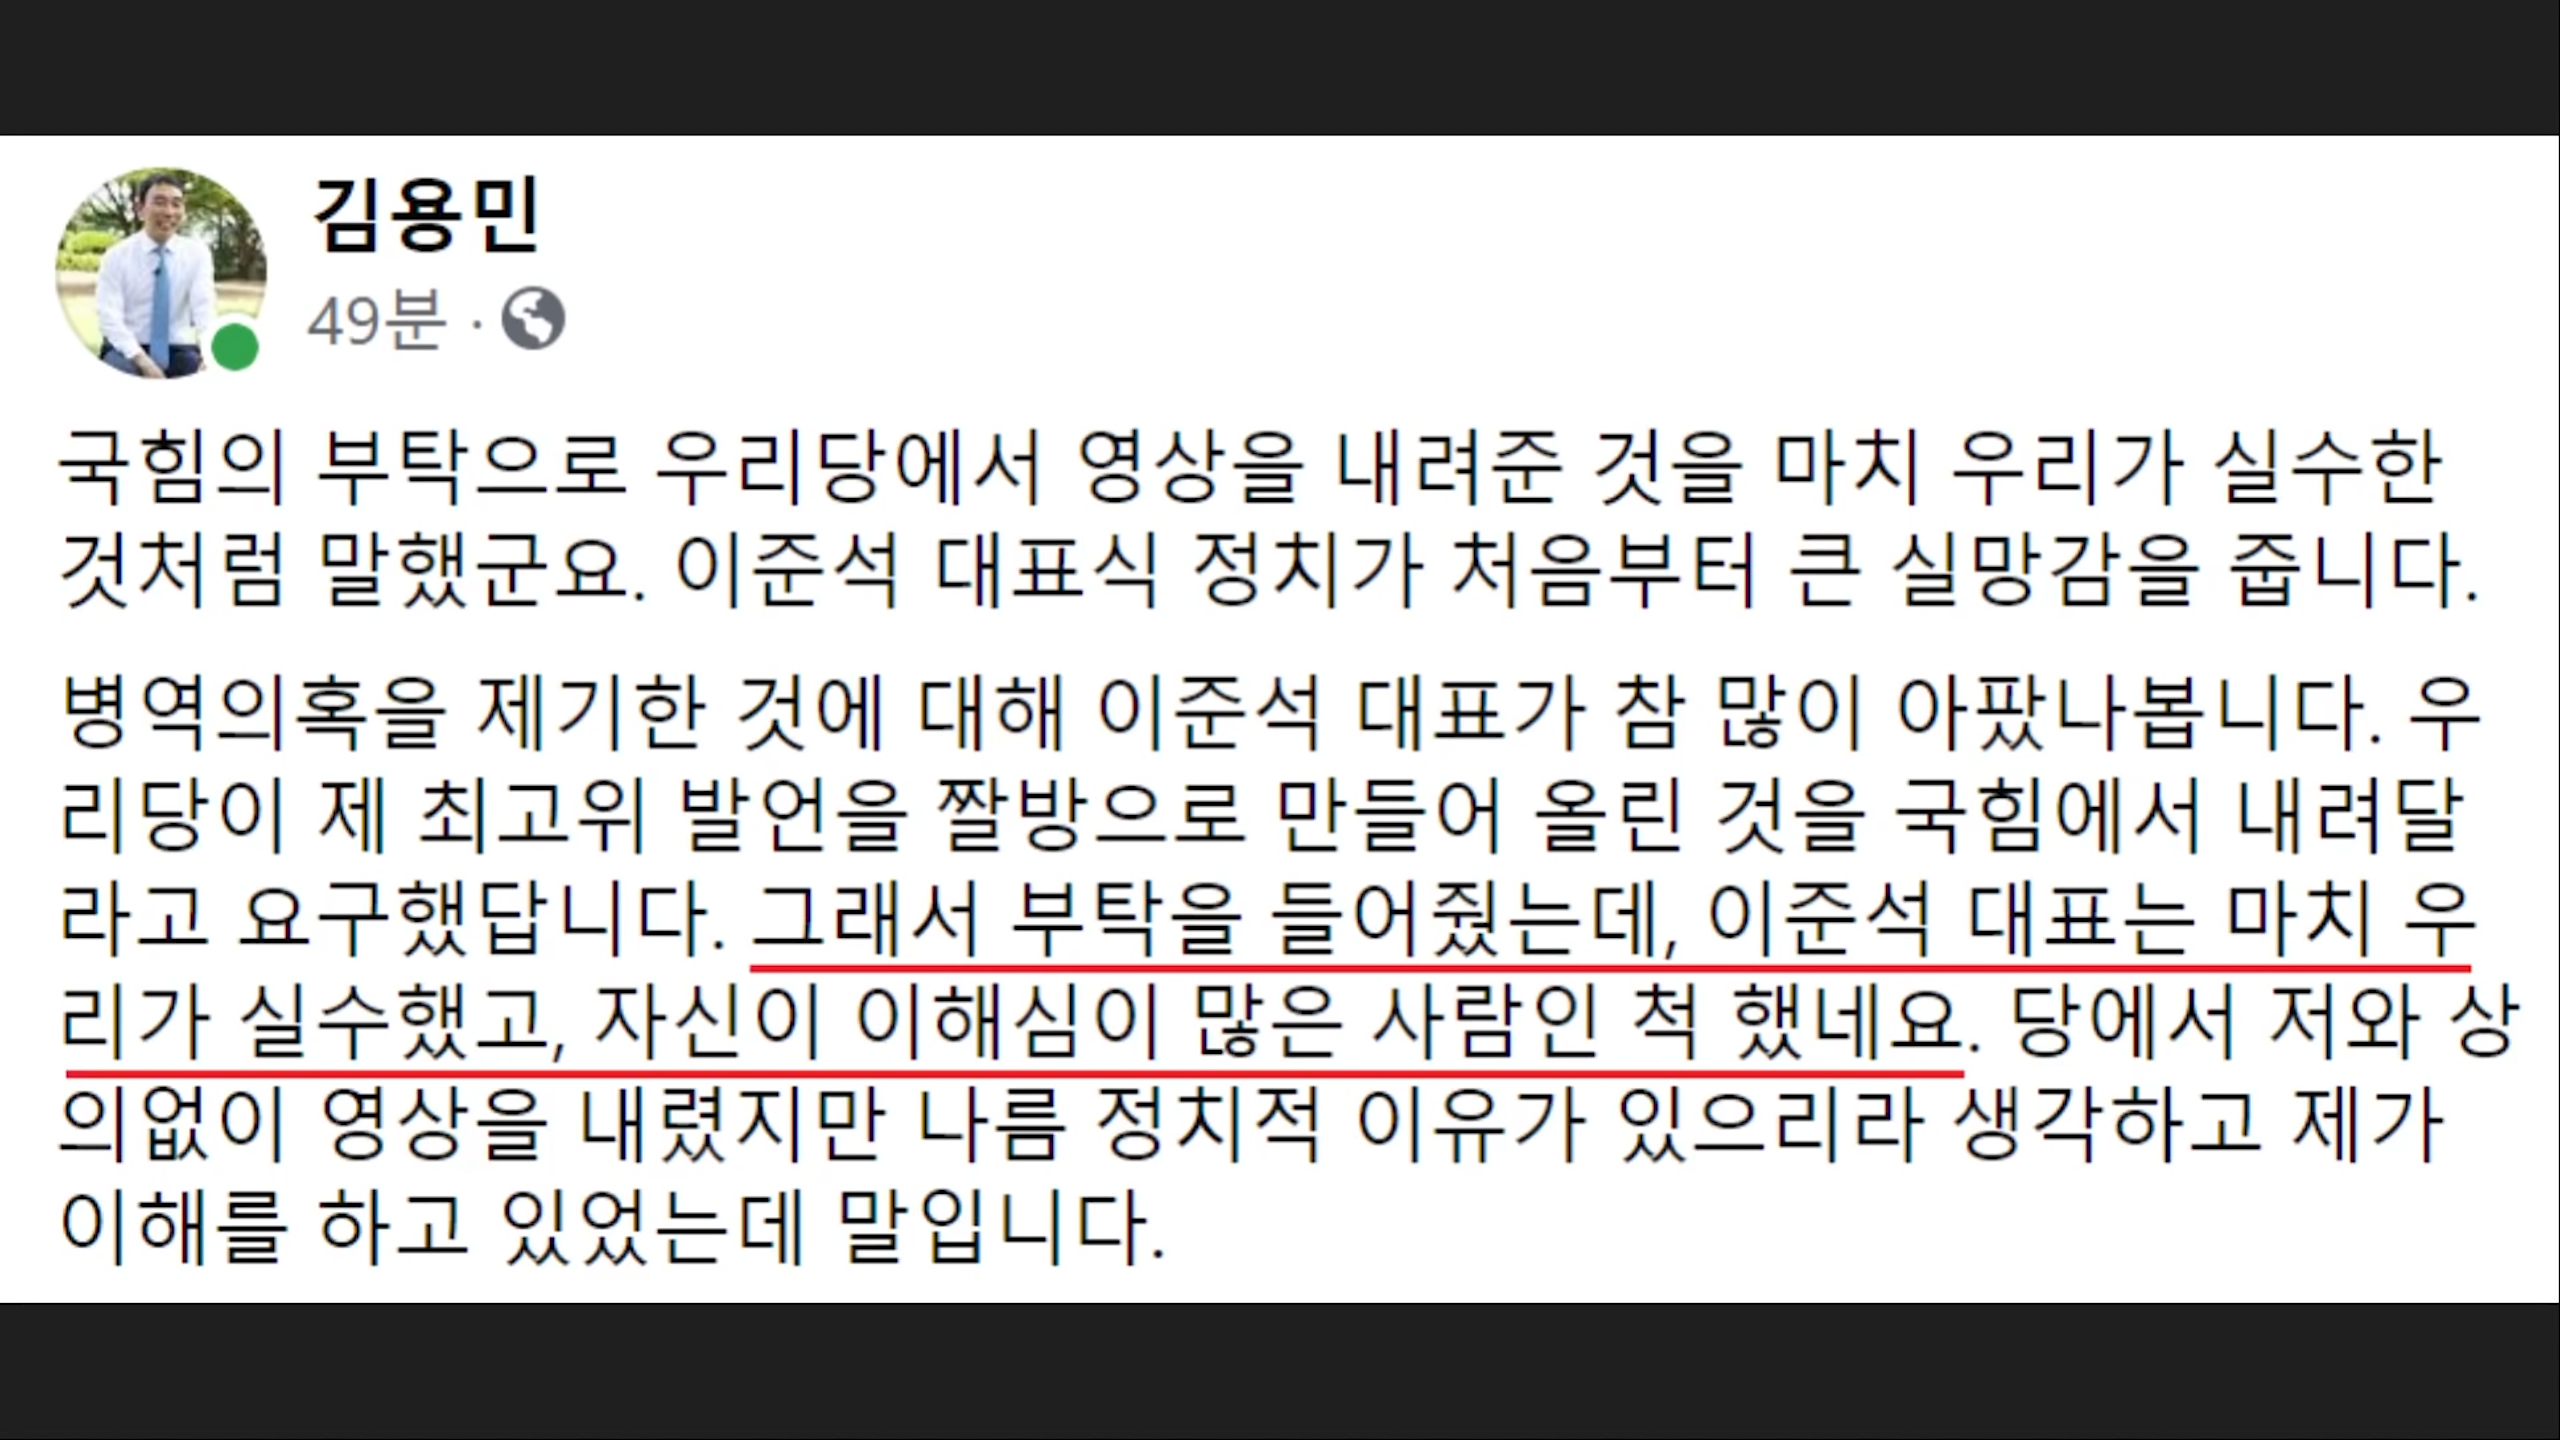 김용민
49분 ·
국힘의 부탁으로 우리당에서 영상을 내려준 것을 마치 우리가 실수한
것처럼 말했군요. 이준석 대표식 정치가 처음부터 큰 실망감을 줍니다.
병역의혹을 제기한 것에 대해 이준석 대표가 참 많이 아팠나봅니다. 우
리당이 제 최고위 발언을 짤방으로 만들어 올린 것을 국힘에서 내려달
라고 요구했답니다. 그래서 부탁을 들어줬는데, 이준석 대표는 마치 우
리가 실수했고, 자신이 이해심이 많은 사람인 척 했네요. 당에서 저와 상
의없이 영상을 내렸지만 나름 정치적 이유가 있으리라 생각하고 제가
이해를 하고 있었는데 말입니다.